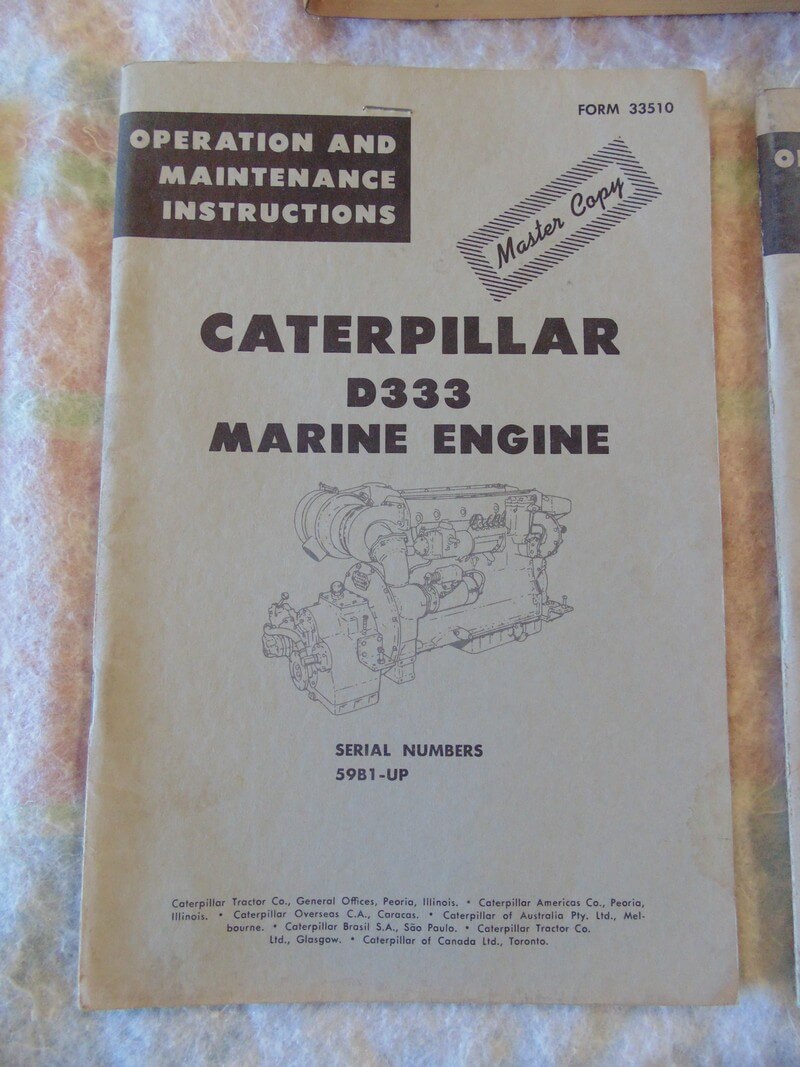 FORM 33510
OPERATION AND
MAINTENANCE
INSTRUCTIONS
Master Copy
CATERPILLAR
D333
MARINE ENGINE
SERIAL NUMBERS
59B1-UP
Caterpillar Tractor Co., General Offices, Peoria, Illinois. • Caterpillar Americas Co., Peoria,
Illinois. • Caterpillar Overseas C.A., Caracas. • Caterpillar of Australia Pty. Ltd., Mel-
bourne. • Caterpillar Brasil S.A., São Paulo. • Caterpillar Tractor Co.
Ltd., Glasgow. • Caterpillar of Canada Ltd., Toronto.